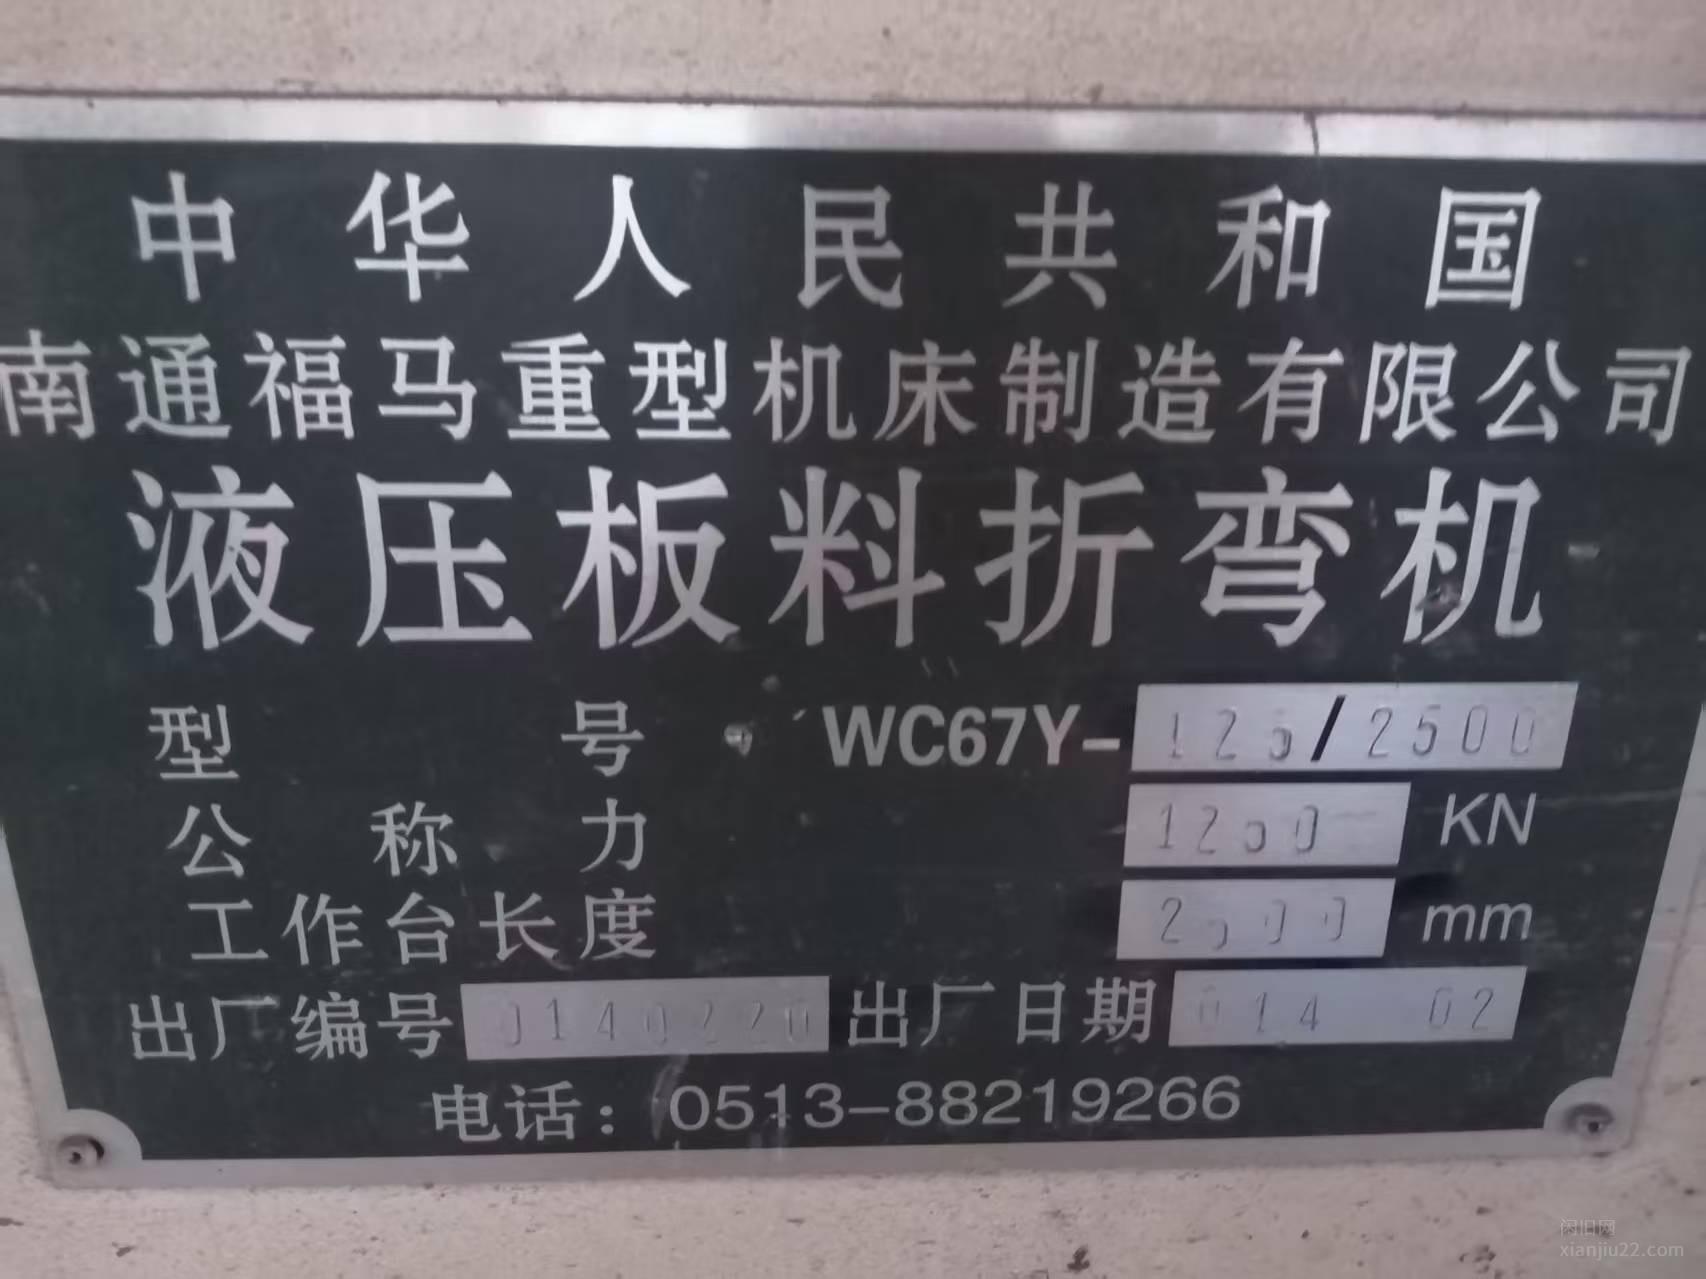 中华人民共和国
南通福马重型机床制造有限公司
液压板料折弯机
型号 WC67Y-125/2500
公称力 1250 KN
工作台长度 2500 mm
出厂编号 0140220 出厂日期 014 02
电话：0513-88219266
闲旧网
xianjiu22.com